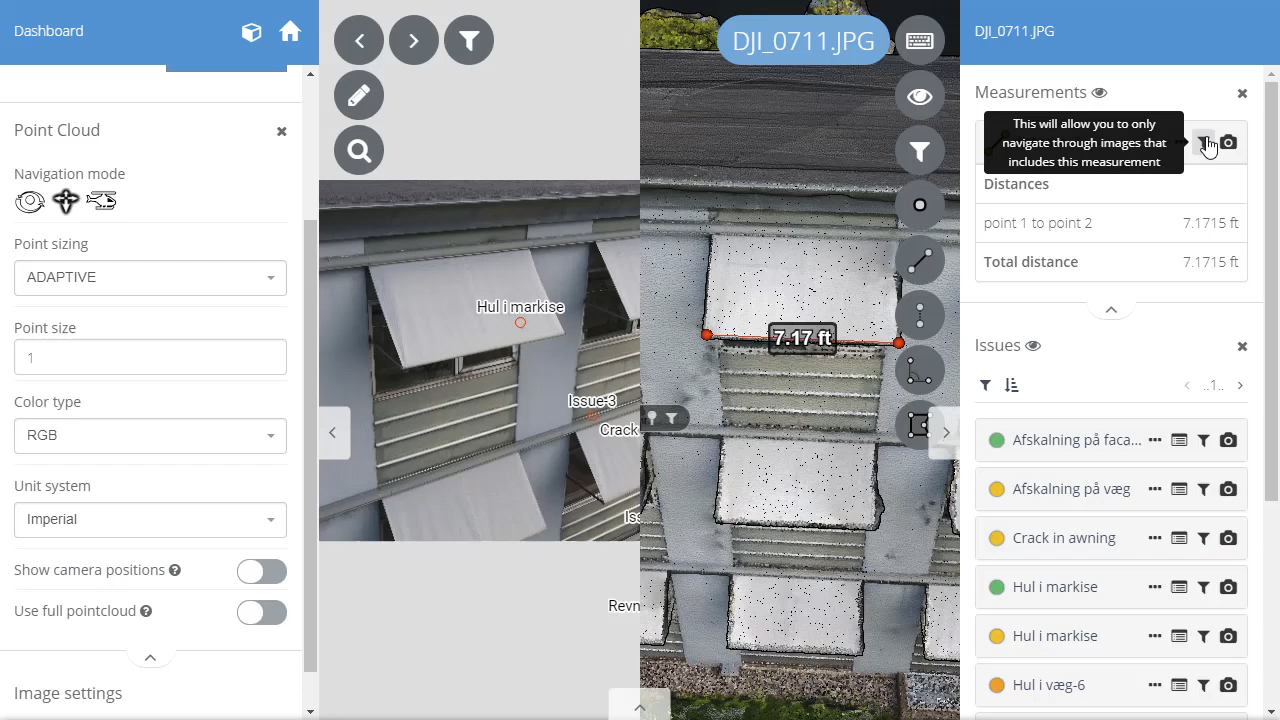 Dashboard
Point Cloud
Navigation mode
Point sizing
ADAPTIVE
Point size
1
Color type
RGB
Unit system
Imperial
Show camera positions
Use full pointcloud
Image settings
Hul i markise
Issue-3
Crack
Iss
Revn
DJI_0711.JPG
7.17 ft
DJI_0711.JPG
Measurements
This will allow you to only
navigate through images that
includes this measurement
Distances
point 1 to point 2 7.1715 ft
Total distance 7.1715 ft
Issues
..1..
Afskalning på faca...
Afskalning på væg
Crack in awning
Hul i markise
Hul i markise
Hul i væg-6